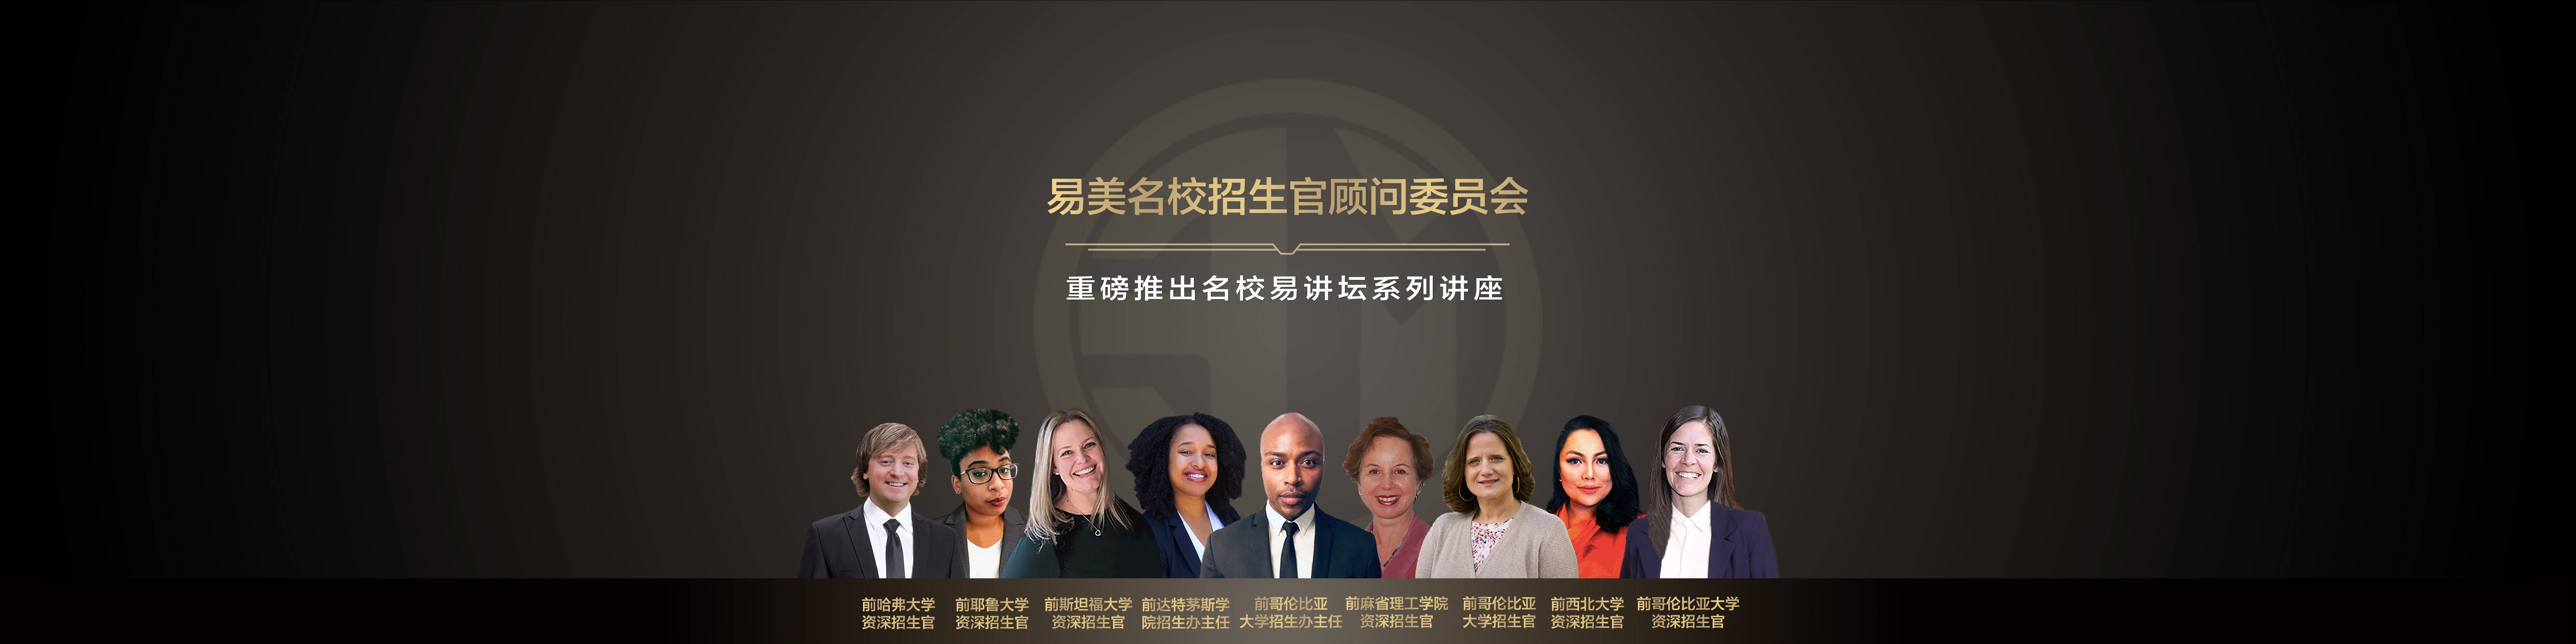 易美名校招生官顾问委员会
重磅推出名校易讲坛系列讲座
前哈弗大学
资深招生官
前耶鲁大学
资深招生官
前斯坦福大学
资深招生官
前达特茅斯学
院招生办主任
前哥伦比亚
大学招生办主任
前麻省理工学院
资深招生官
前哥伦比亚
大学招生官
前西北大学
资深招生官
前哥伦比亚大学
资深招生官